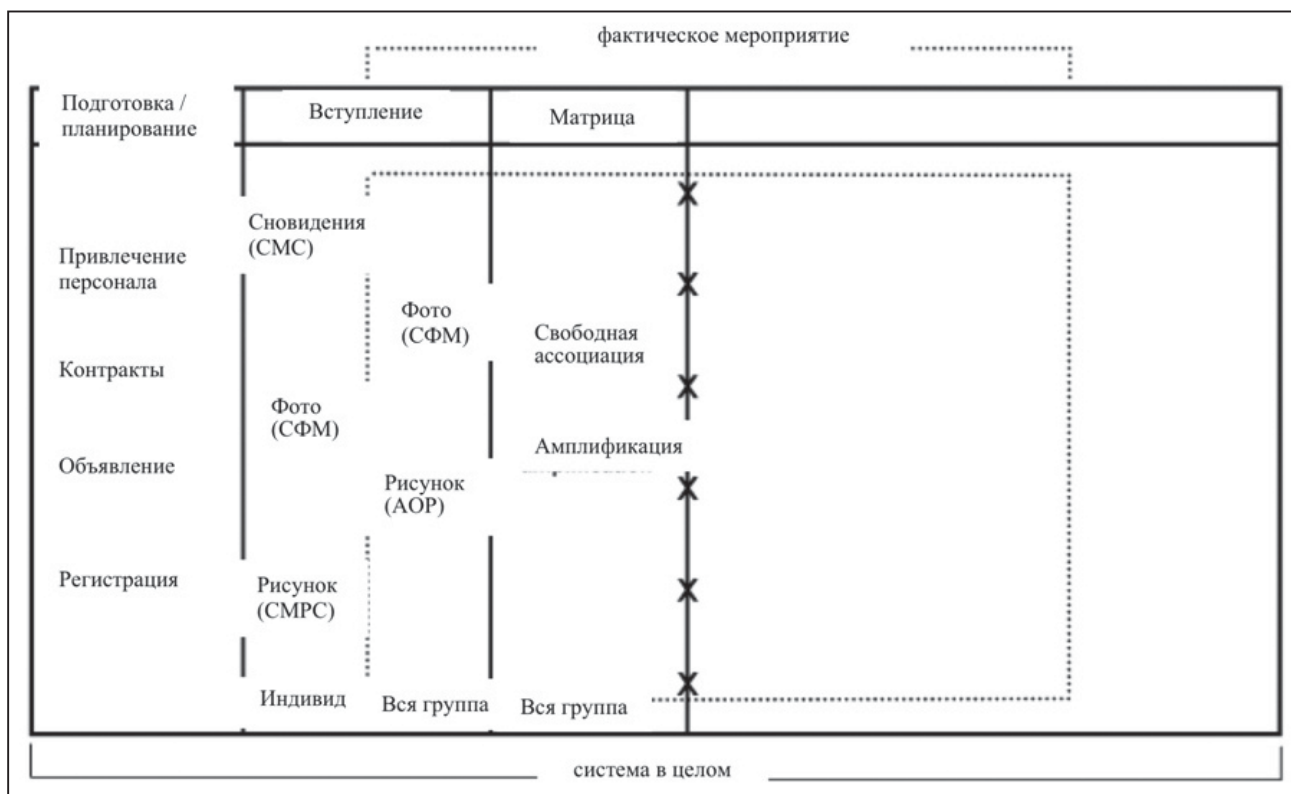 фактическое мероприятие
Подготовка /
планирование
Вступление
Матрица
Сновидения
(СМС)
Привлечение
персонала
Фото
(СФМ)
Свободная
ассоциация
Контракты
Фото
(СФМ)
Амплификация
Объявление
Рисунок
(АОР)
Регистрация
Рисунок
(СМРС)
Индивид
Вся группа
Вся группа
система в целом